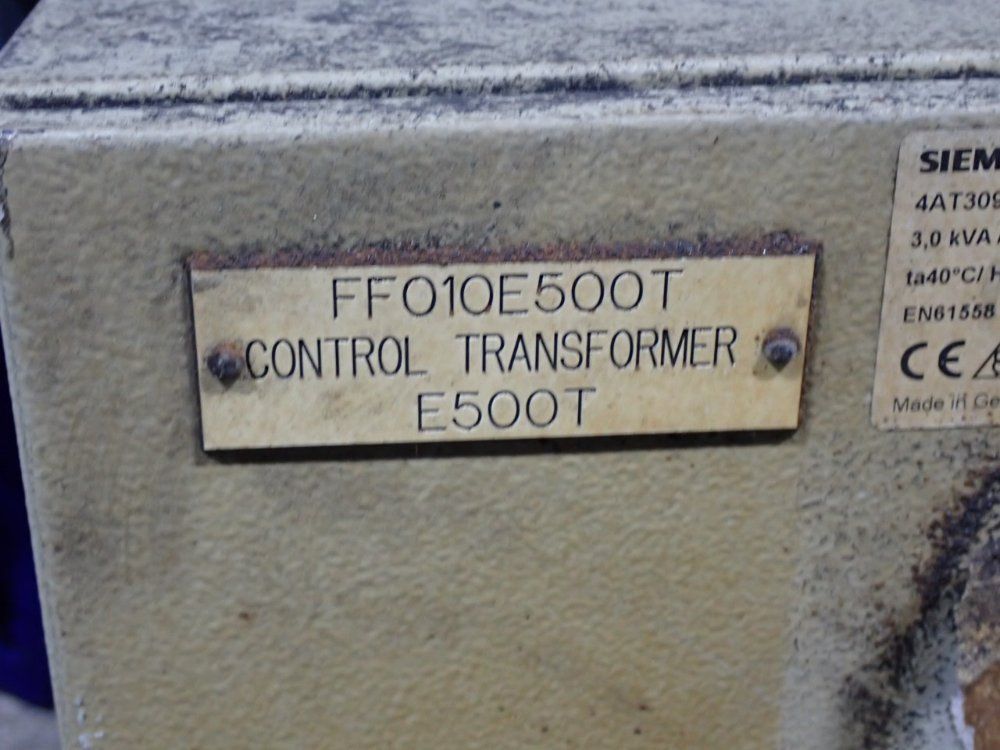 FF010E500T
CONTROL TRANSFORMER
E500T
SIEM
4AT309
3,0 kVA
ta40°C/ H
EN61558
CE
Made in Ge